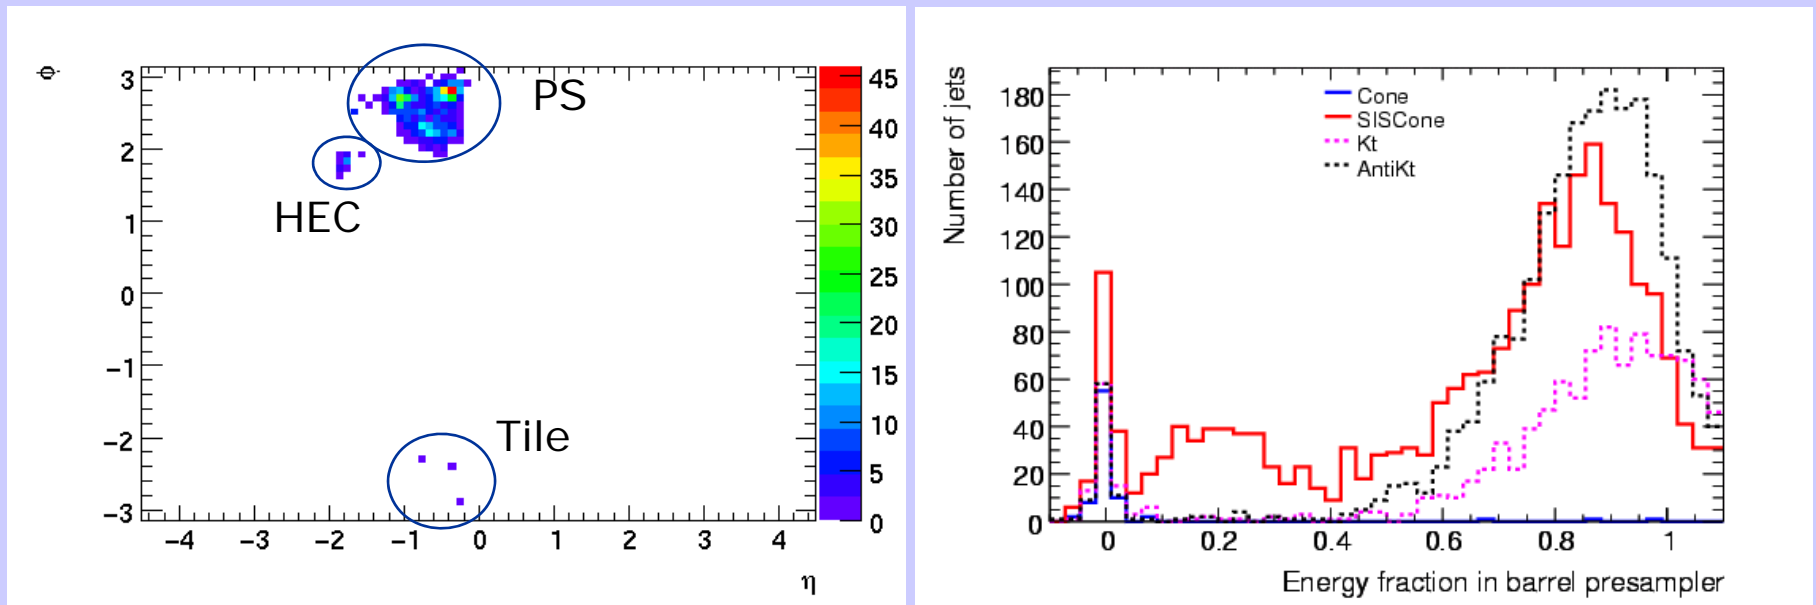 ϕ
3
2
1
0
−1
−2
−3
−4 −3 −2 −1 0 1 2 3 4
η
PS
HEC
Tile
45
40
35
30
25
20
15
10
5
0
Number of jets
180
160
140
120
100
80
60
40
20
0
0 0.2 0.4 0.6 0.8 1
Energy fraction in barrel presampler
Cone
SISCone
Kt
AntiKt